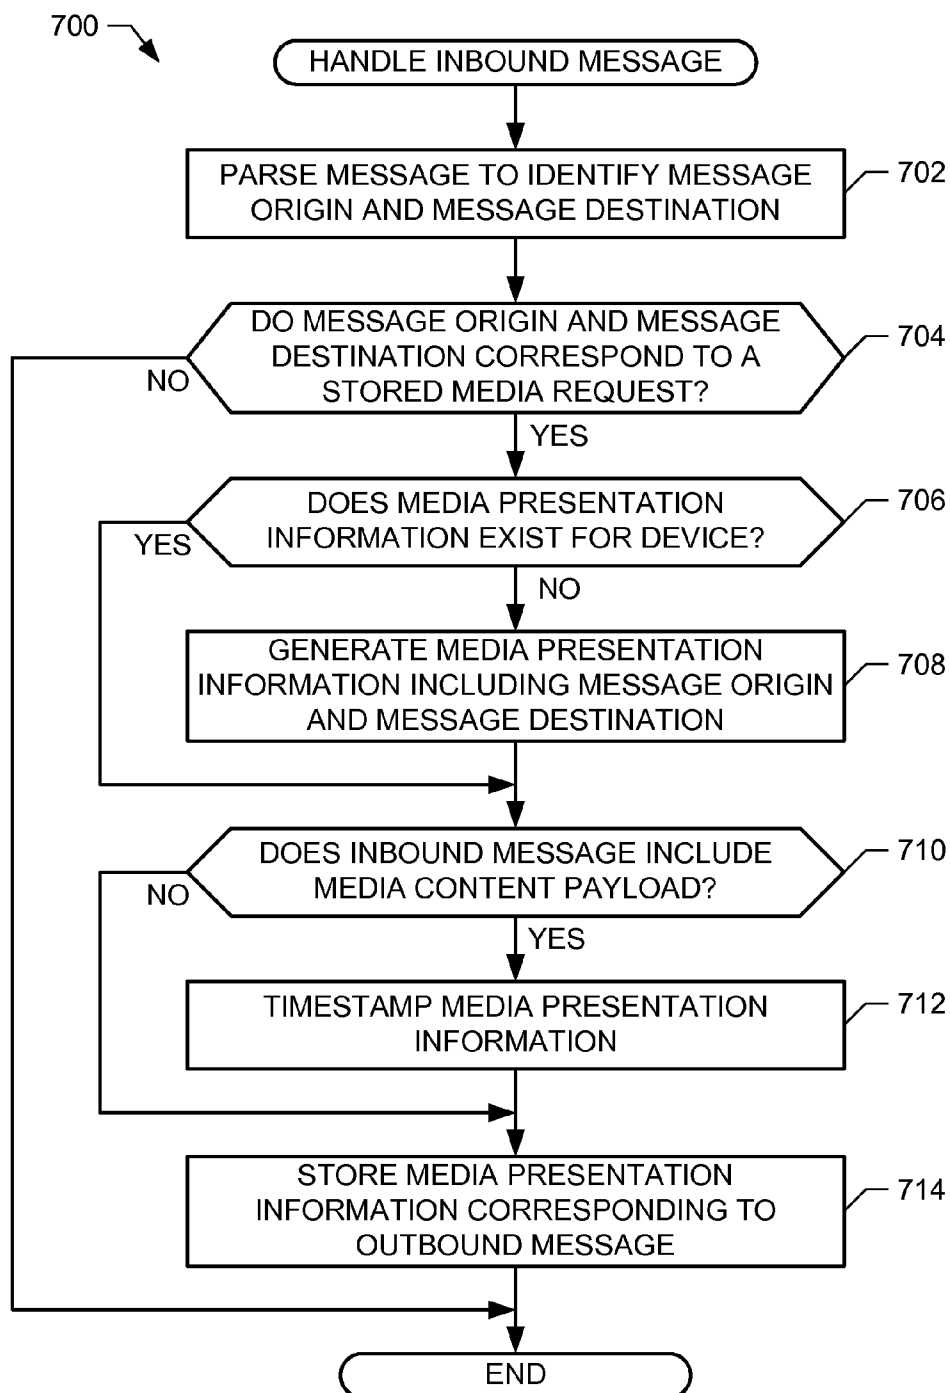 700
HANDLE INBOUND MESSAGE
PARSE MESSAGE TO IDENTIFY MESSAGE
ORIGIN AND MESSAGE DESTINATION
702
DO MESSAGE ORIGIN AND MESSAGE
DESTINATION CORRESPOND TO A
STORED MEDIA REQUEST?
704
NO
YES
DOES MEDIA PRESENTATION
INFORMATION EXIST FOR DEVICE?
706
YES
NO
GENERATE MEDIA PRESENTATION
INFORMATION INCLUDING MESSAGE ORIGIN
AND MESSAGE DESTINATION
708
DOES INBOUND MESSAGE INCLUDE
MEDIA CONTENT PAYLOAD?
710
NO
YES
TIMESTAMP MEDIA PRESENTATION
INFORMATION
712
STORE MEDIA PRESENTATION
INFORMATION CORRESPONDING TO
OUTBOUND MESSAGE
714
END